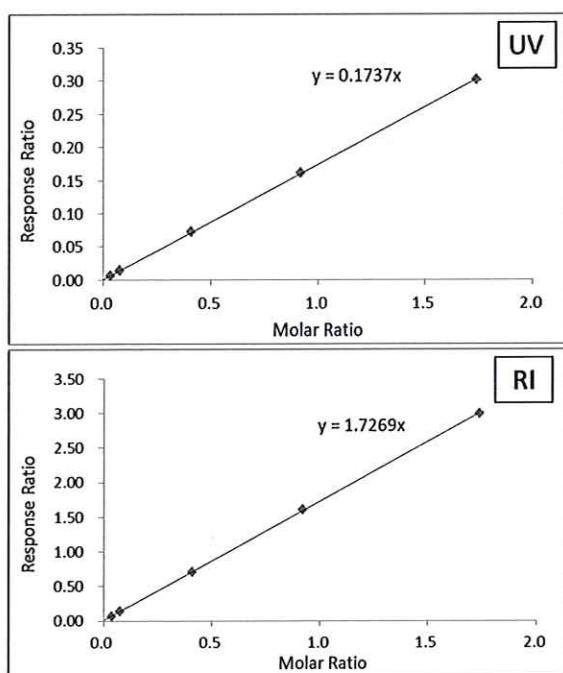 UV
0.35
y = 0.1737x
0.30
0.25
0.20
0.15
0.10
0.05
0.00
Response Ratio
0.0 0.5 1.0 1.5 2.0
Molar Ratio
RI
3.50
y = 1.7269x
3.00
2.50
2.00
1.50
1.00
0.50
0.00
Response Ratio
0.0 0.5 1.0 1.5 2.0
Molar Ratio